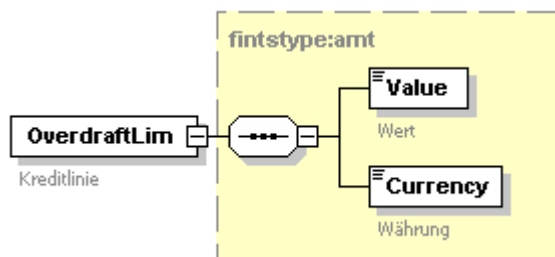 fintstype:amt
Value
Wert
OverdraftLim
Kreditlinie
Currency
Währung